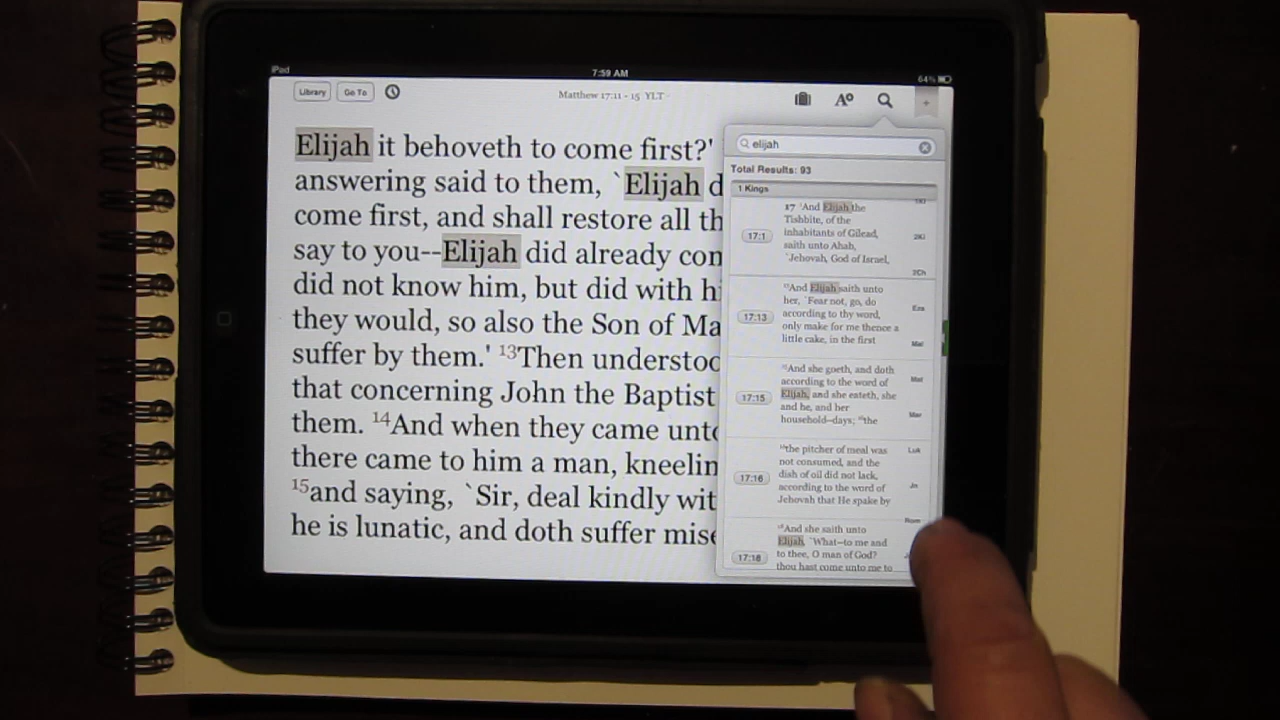 iPad
7:59 AM
64%
Library
Go To
Matthew 17:11 - 15 YLT
Elijah it behoveth to come first?'
answering said to them, `Elijah d
come first, and shall restore all th
say to you--Elijah did already con
did not know him, but did with hi
they would, so also the Son of Ma
suffer by them.' 13Then understoo
that concerning John the Baptist
them. 14And when they came unto
there came to him a man, kneelin
15and saying, `Sir, deal kindly wit
he is lunatic, and doth suffer mise
elijah
Total Results: 93
1 Kings
17:1
17 1And Elijah the
Tishbite, of the
inhabitants of Gilead,
saith unto Ahab,
`Jehovah, God of Israel,
17:13
13And Elijah saith unto
her, `Fear not, go, do
according to thy word,
only make for me thence a
little cake, in the first
17:15
15And she goeth, and doth
according to the word of
Elijah, and she eateth, she
and he, and her
household--days; 16the
17:16
16the pitcher of meal was
not consumed, and the
dish of oil did not lack,
according to the word of
Jehovah that He spake by
17:18
18And she saith unto
Elijah, `What--to me and
to thee, O man of God?
thou hast come unto me to
1Ki
2Ki
2Ch
Ezr
Mal
Mat
Mar
Luk
Jn
Rom